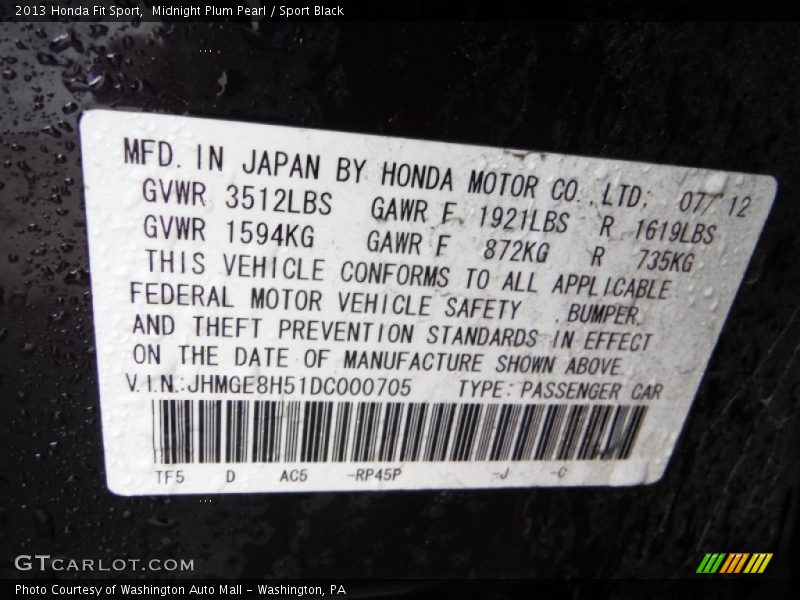 2013 Honda Fit Sport, Midnight Plum Pearl / Sport Black
MFD. IN JAPAN BY HONDA MOTOR CO., LTD; 07 12
GVWR 3512LBS GAWR F 1921LBS R 1619LBS
GVWR 1594KG GAWR F 872KG R 735KG
THIS VEHICLE CONFORMS TO ALL APPLICABLE
FEDERAL MOTOR VEHICLE SAFETY , BUMPER,
AND THEFT PREVENTION STANDARDS IN EFFECT
ON THE DATE OF MANUFACTURE SHOWN ABOVE.
V.I.N.:JHMGE8H51DC000705 TYPE: PASSENGER CAR
TF5 D AC5 -RP45P -J -C
GTCARLOT.COM
Photo Courtesy of Washington Auto Mall - Washington, PA